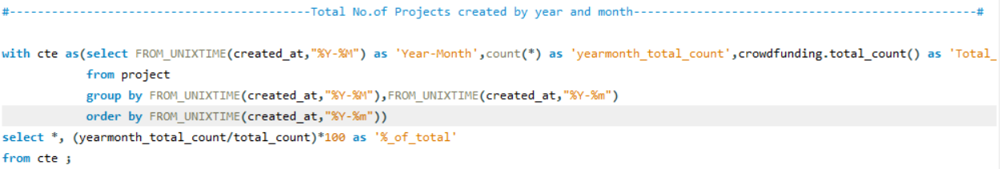 #--------------------------------------------Total No.of Projects created by year and month--------------------------------------------------#
with cte as(select FROM_UNIXTIME(created_at,"%Y-%M") as 'Year-Month',count(*) as 'yearmonth_total_count',crowdfunding.total_count() as 'Total_
from project
group by FROM_UNIXTIME(created_at,"%Y-%M"),FROM_UNIXTIME(created_at,"%Y-%m")
order by FROM_UNIXTIME(created_at,"%Y-%m"))
select *, (yearmonth_total_count/total_count)*100 as '%_of_total'
from cte ;